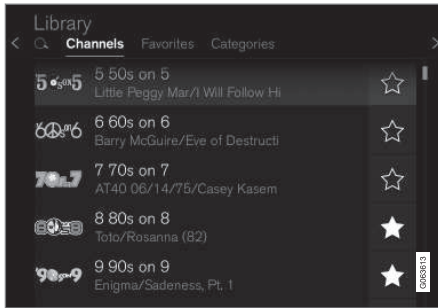 Library
Channels Favorites Categories
5 50s on 5
Little Peggy Mar/I Will Follow Hi
6 60s on 6
Barry McGuire/Eve of Destructi
7 70s on 7
AT40 06/14/75/Casey Kasem
8 80s on 8
Toto/Rosanna (82)
9 90s on 9
Enigma/Sadeness, Pt. 1
G063613